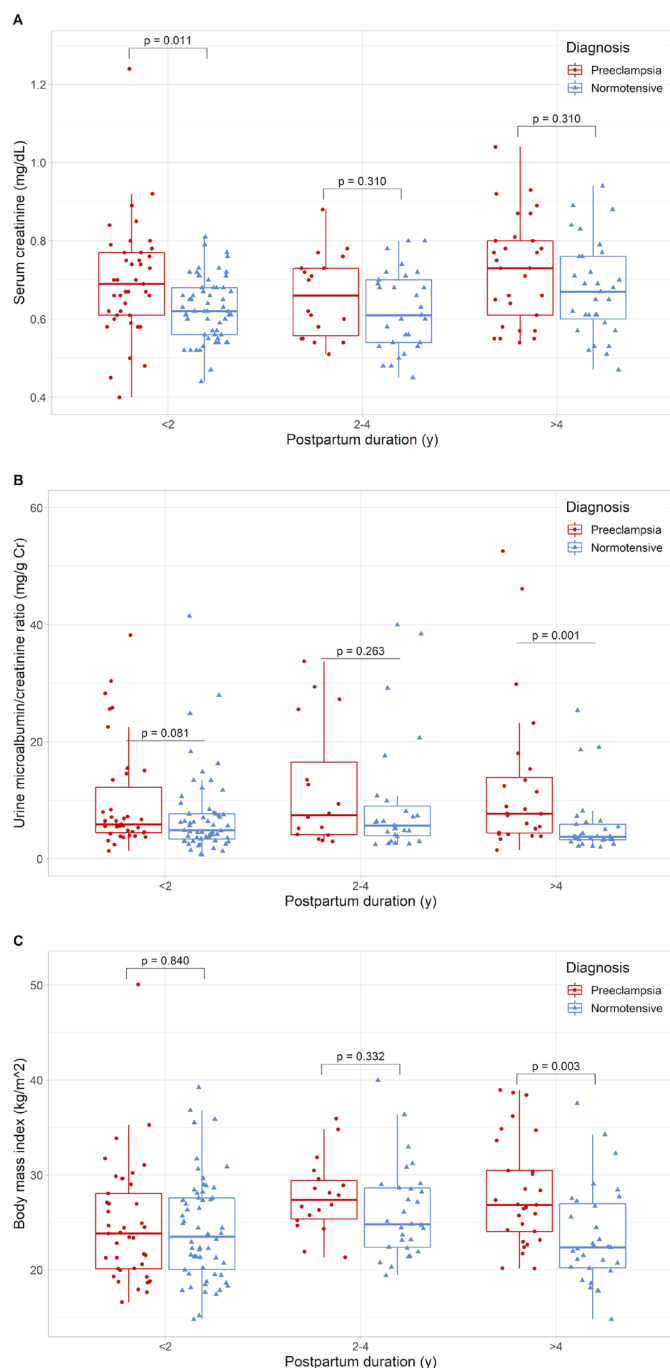 A
p = 0.011
Diagnosis
Preeclampsia
Normotensive
1.2
p = 0.310
1.0
p = 0.310
0.8
0.6
0.4
Serum creatinine (mg/dL)
<2
2-4
>4
Postpartum duration (y)
B
60
Diagnosis
Preeclampsia
Normotensive
40
p = 0.001
p = 0.263
p = 0.081
20
0
Urine microalbumin/creatinine ratio (mg/g Cr)
<2
2-4
>4
Postpartum duration (y)
C
p = 0.840
Diagnosis
Preeclampsia
Normotensive
50
p = 0.332
p = 0.003
40
30
20
Body mass index (kg/m^2)
<2
2-4
>4
Postpartum duration (y)